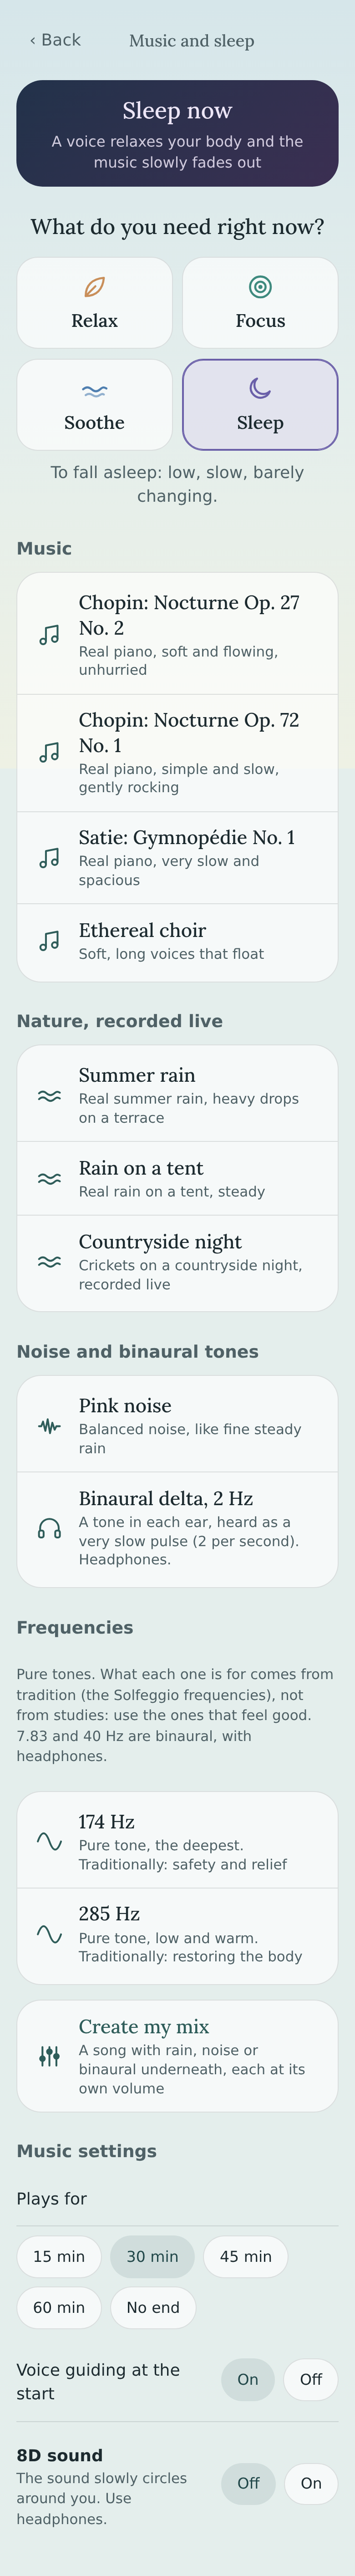 ‹ Back
Music and sleep
Sleep now
A voice relaxes your body and the
music slowly fades out
What do you need right now?
Relax
Focus
Soothe
Sleep
To fall asleep: low, slow, barely
changing.
Music
Chopin: Nocturne Op. 27
No. 2
Real piano, soft and flowing,
unhurried
Chopin: Nocturne Op. 72
No. 1
Real piano, simple and slow,
gently rocking
Satie: Gymnopédie No. 1
Real piano, very slow and
spacious
Ethereal choir
Soft, long voices that float
Nature, recorded live
Summer rain
Real summer rain, heavy drops
on a terrace
Rain on a tent
Real rain on a tent, steady
Countryside night
Crickets on a countryside night,
recorded live
Noise and binaural tones
Pink noise
Balanced noise, like fine steady
rain
Binaural delta, 2 Hz
A tone in each ear, heard as a
very slow pulse (2 per second).
Headphones.
Frequencies
Pure tones. What each one is for comes from
tradition (the Solfeggio frequencies), not
from studies: use the ones that feel good.
7.83 and 40 Hz are binaural, with
headphones.
174 Hz
Pure tone, the deepest.
Traditionally: safety and relief
285 Hz
Pure tone, low and warm.
Traditionally: restoring the body
Create my mix
A song with rain, noise or
binaural underneath, each at its
own volume
Music settings
Plays for
15 min
30 min
45 min
60 min
No end
Voice guiding at the
start
On
Off
8D sound
The sound slowly circles
around you. Use
headphones.
Off
On